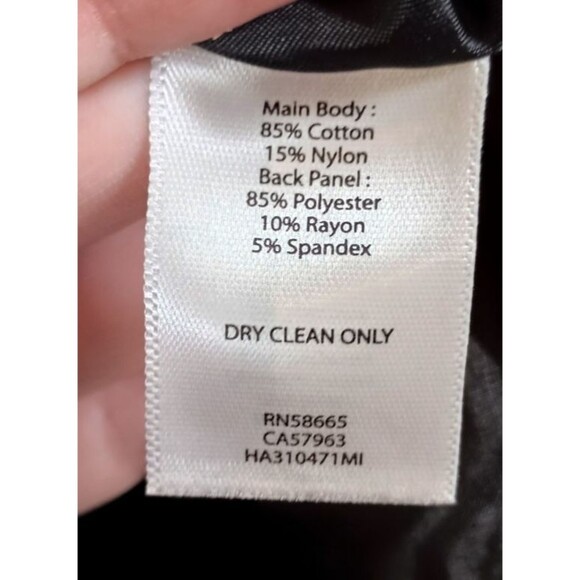 Main Body :
85% Cotton
15% Nylon
Back Panel :
85% Polyester
10% Rayon
5% Spandex
DRY CLEAN ONLY
RN58665
CA57963
HA310471MI